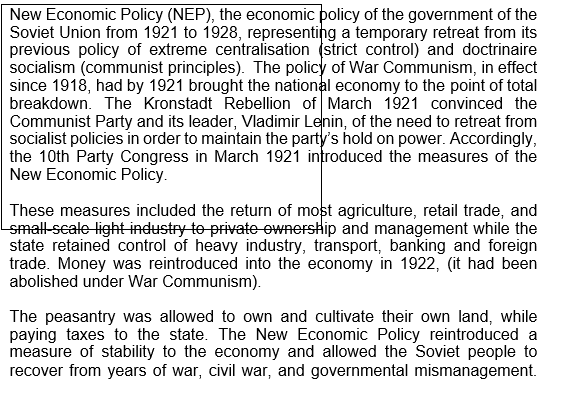 New Economic Policy (NEP), the economic policy of the government of the
Soviet Union from 1921 to 1928, representing a temporary retreat from its
previous policy of extreme centralisation (strict control) and doctrinaire
socialism (communist principles). The policy of War Communism, in effect
since 1918, had by 1921 brought the national economy to the point of total
breakdown. The Kronstadt Rebellion of March 1921 convinced the
Communist Party and its leader, Vladimir Lenin, of the need to retreat from
socialist policies in order to maintain the party's hold on power. Accordingly,
the 10th Party Congress in March 1921 introduced the measures of the
New Economic Policy.
These measures included the return of most agriculture, retail trade, and
small-scale light industry to private ownership and management while the
state retained control of heavy industry, transport, banking and foreign
trade. Money was reintroduced into the economy in 1922, (it had been
abolished under War Communism).
The peasantry was allowed to own and cultivate their own land, while
paying taxes to the state. The New Economic Policy reintroduced a
measure of stability to the economy and allowed the Soviet people to
recover from years of war, civil war, and governmental mismanagement.